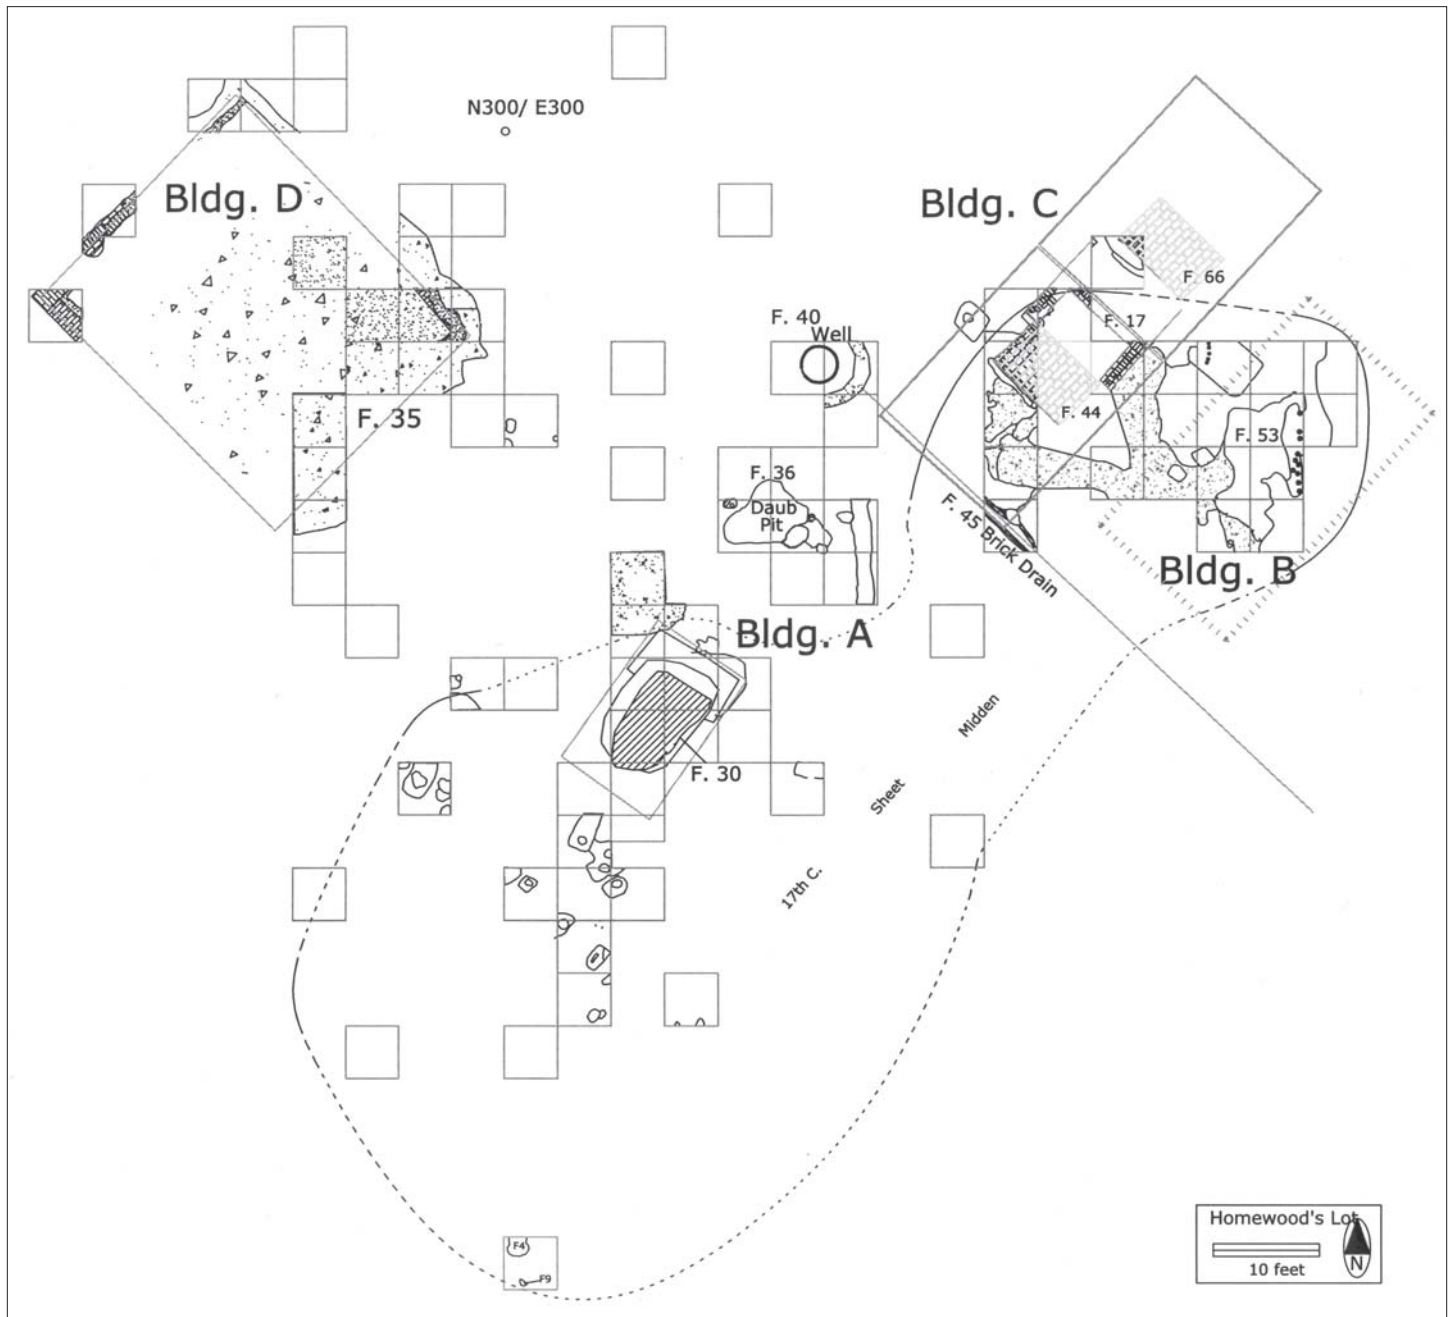 N300/ E300
Bldg. D
Bldg. C
F. 66
F. 40
Well
F. 17
F. 35
F. 44
F. 53
F. 36
Daub
Pit
F. 45 Brick Drain
Bldg. B
Bldg. A
Midden
F. 30
Sheet
17th C.
F4
F9
Homewood's Lot
10 feet
N